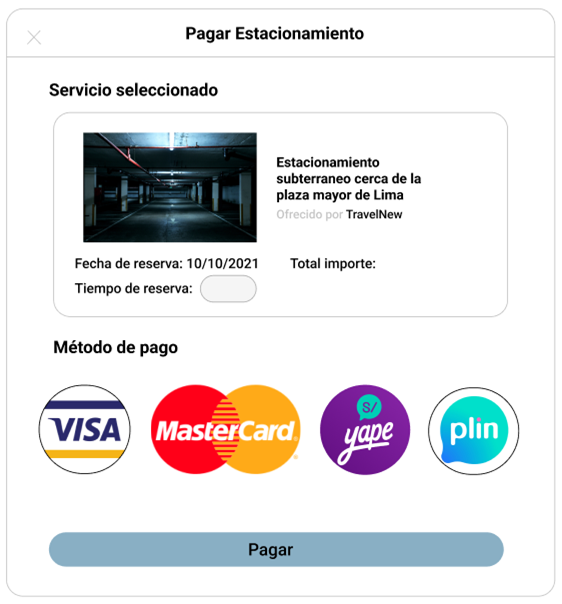 Pagar Estacionamiento
Servicio seleccionado
Estacionamiento
subterraneo cerca de la
plaza mayor de Lima
Ofrecido por TravelNew
Fecha de reserva: 10/10/2021
Total importe:
Tiempo de reserva:
Método de pago
VISA
MasterCard
S/
yape
plin
Pagar